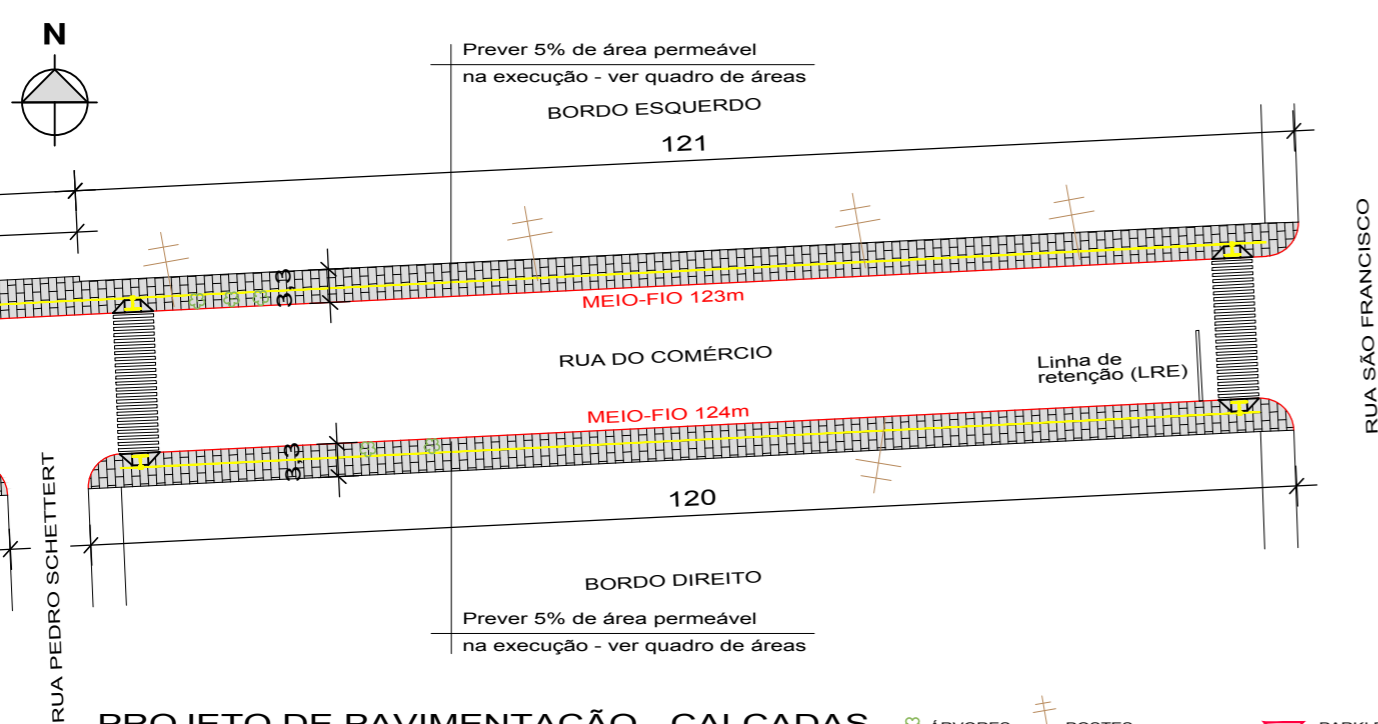 N
Prever 5% de área permeável
na execução - ver quadro de áreas
BORDO ESQUERDO
121
3,3
MEIO-FIO 123m
RUA DO COMÉRCIO
Linha de
retenção (LRE)
RUA SÃO FRANCISCO
MEIO-FIO 124m
3,3
120
RUA PEDRO SCHETTERT
BORDO DIREITO
Prever 5% de área permeável
na execução - ver quadro de áreas
PROJETO DE PAVIMENTAÇÃO - CALÇADAS
ÁRVORES
POSTES